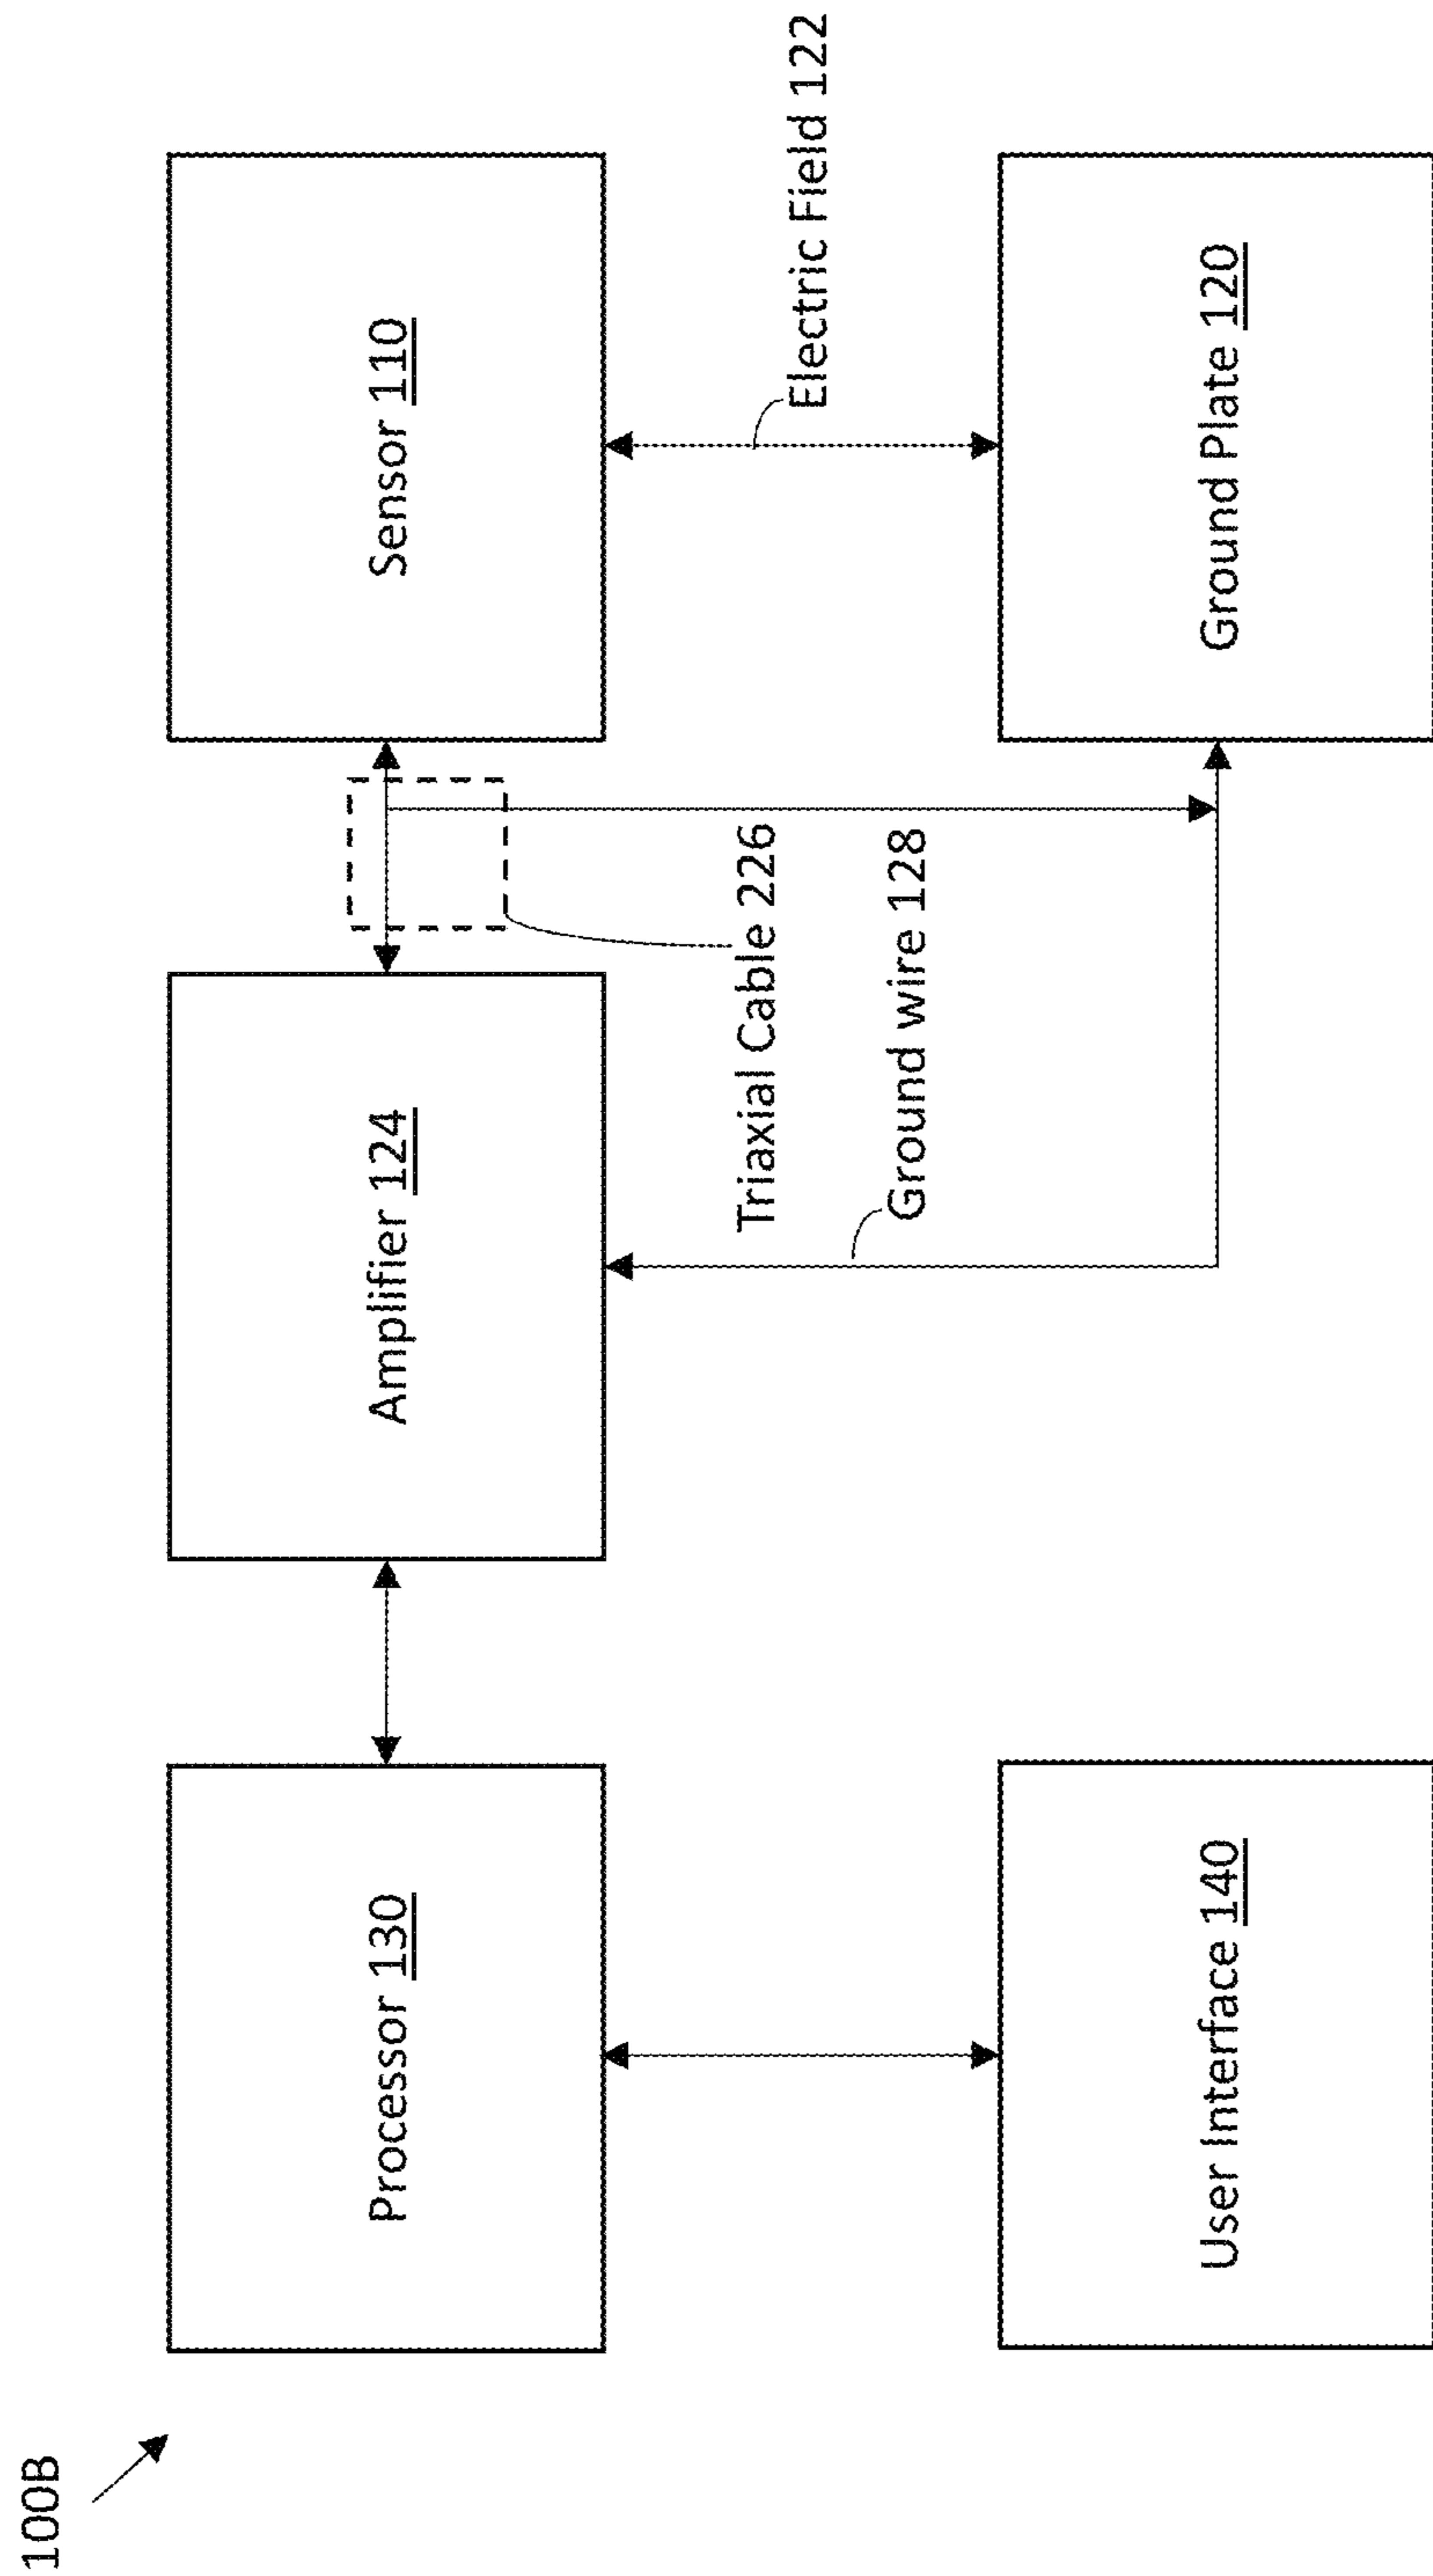 100B
Processor 130
Amplifier 124
Sensor 110
Triaxial Cable 226
Electric Field 122
Ground wire 128
User Interface 140
Ground Plate 120